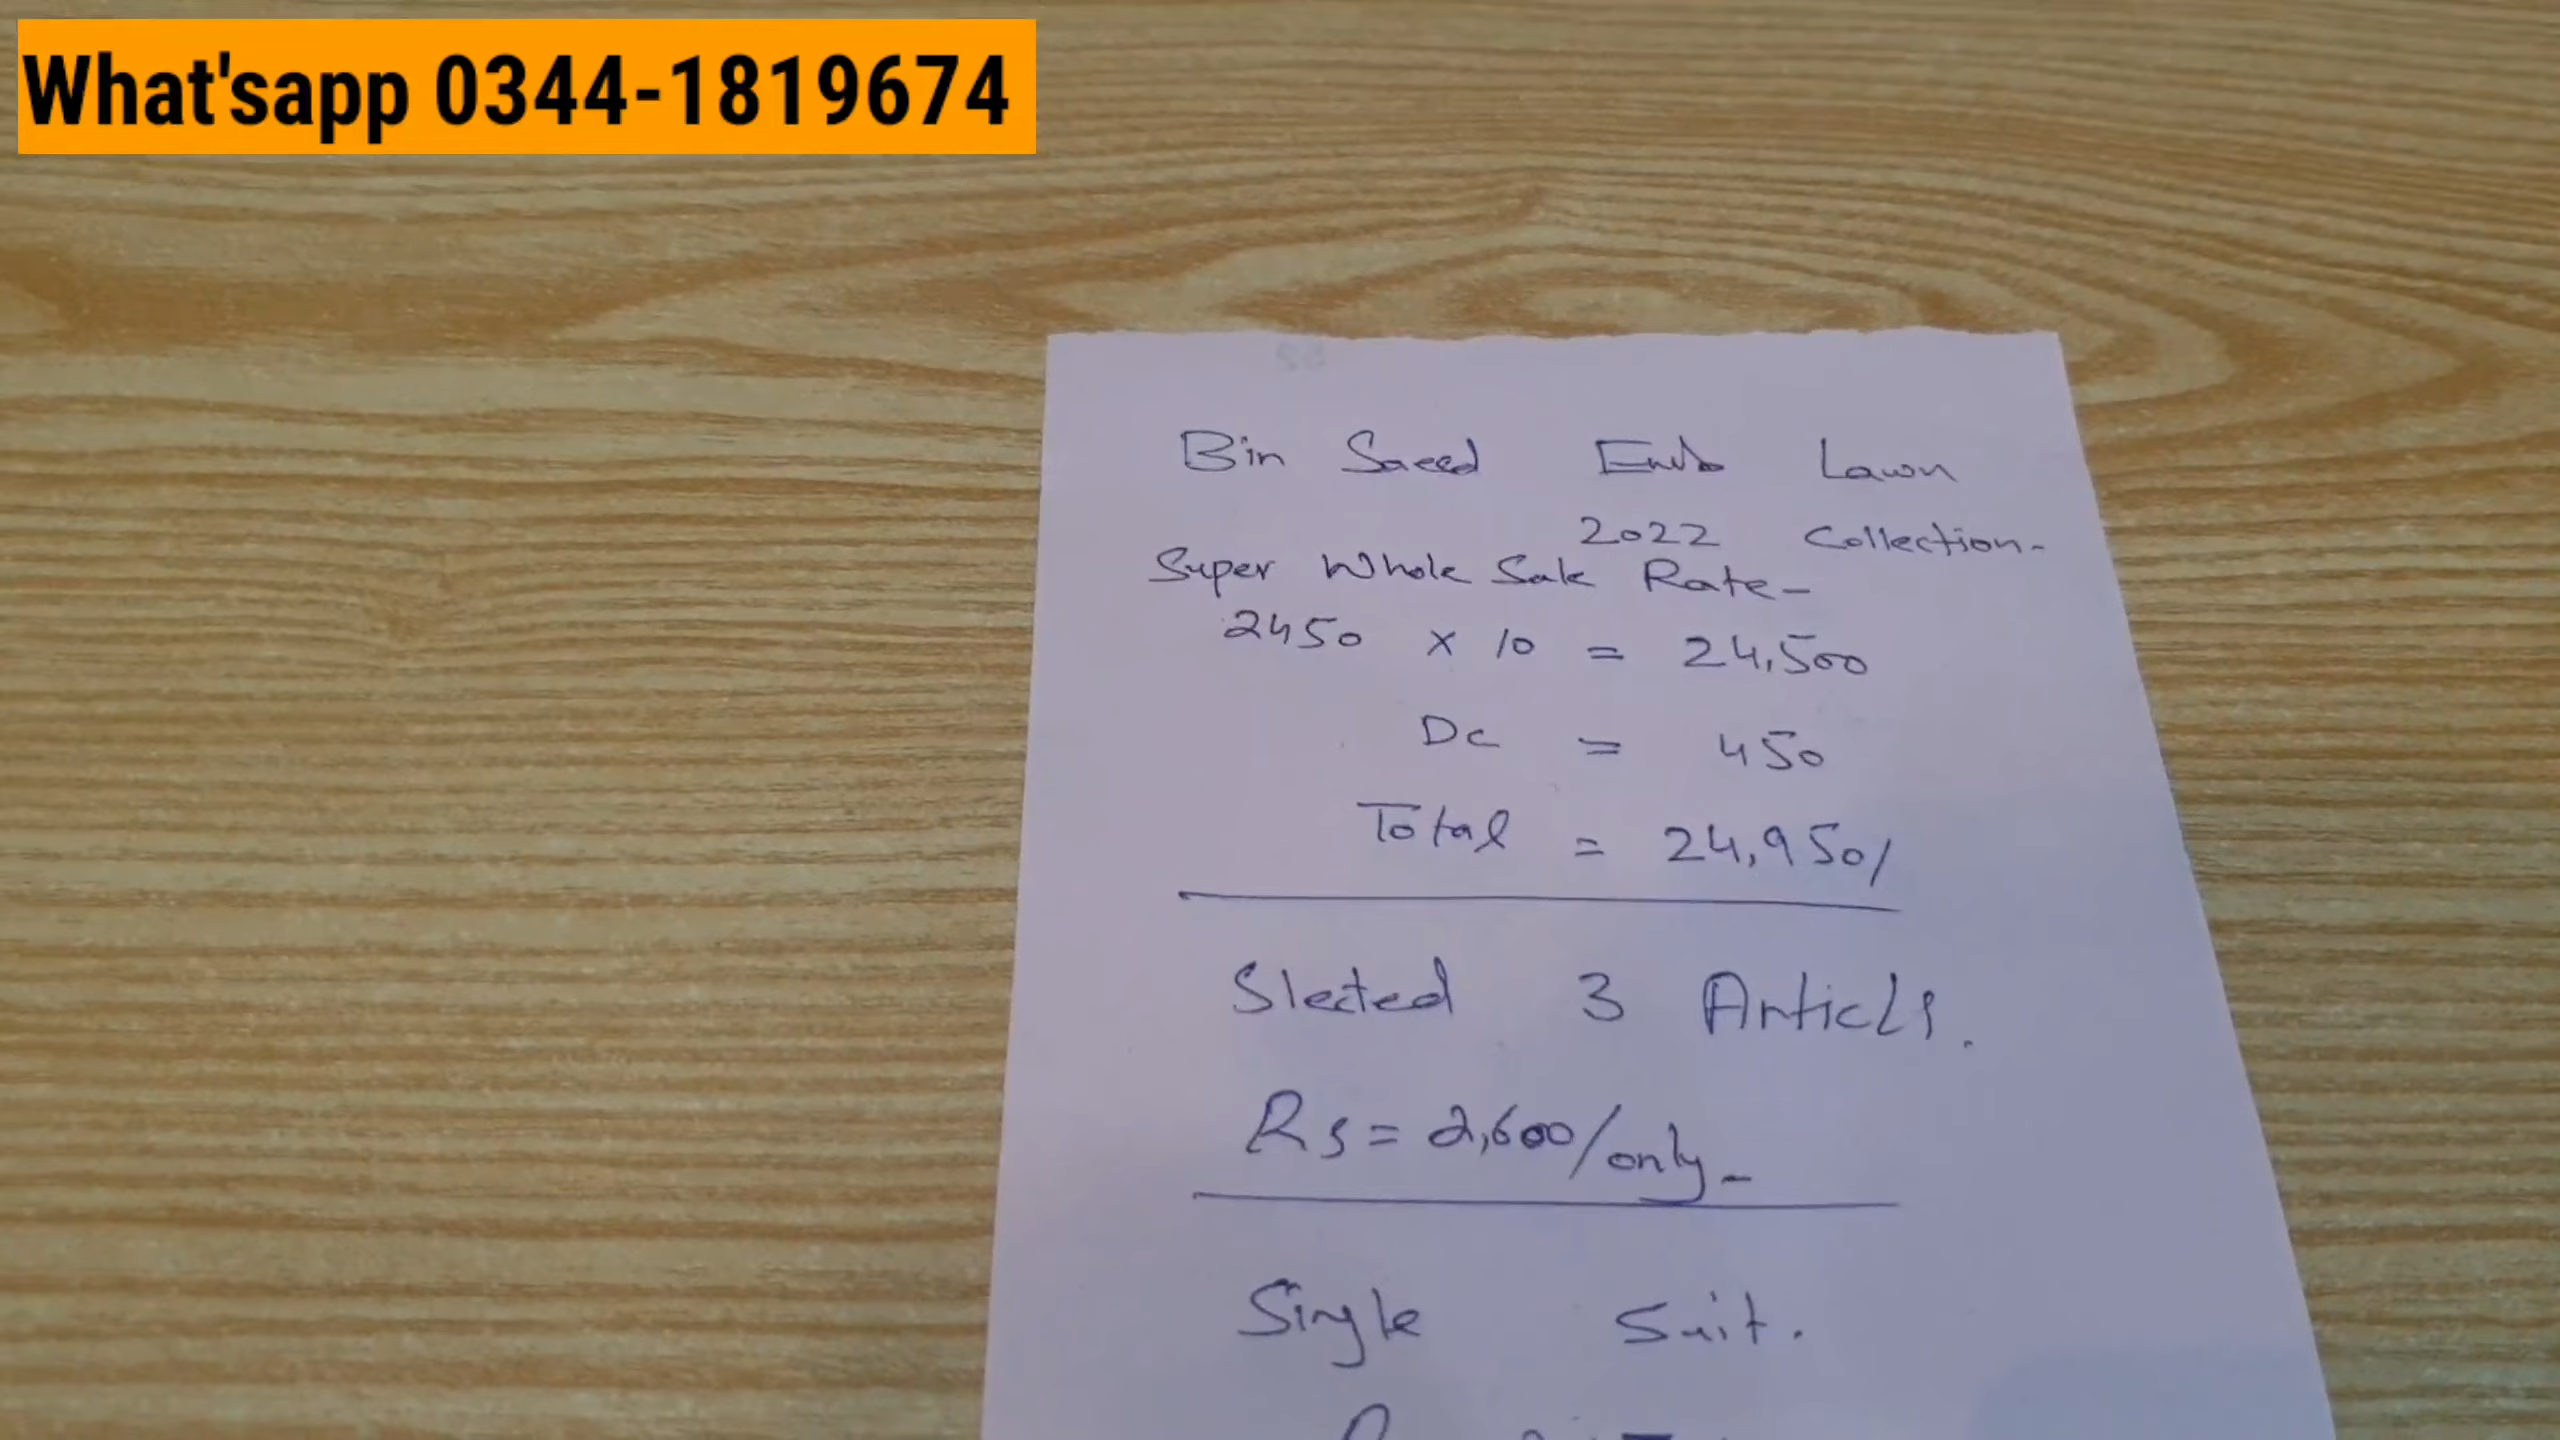 What'sapp 0344-1819674
Bin Saeed Emb Lawn
2022 Collection-
Super Whole Sale Rate-
2450 × 10 = 24,500
Dc = 450
Total = 24,950/
Slected 3 Articls.
Rs = 2,600/only-
Single Suit.